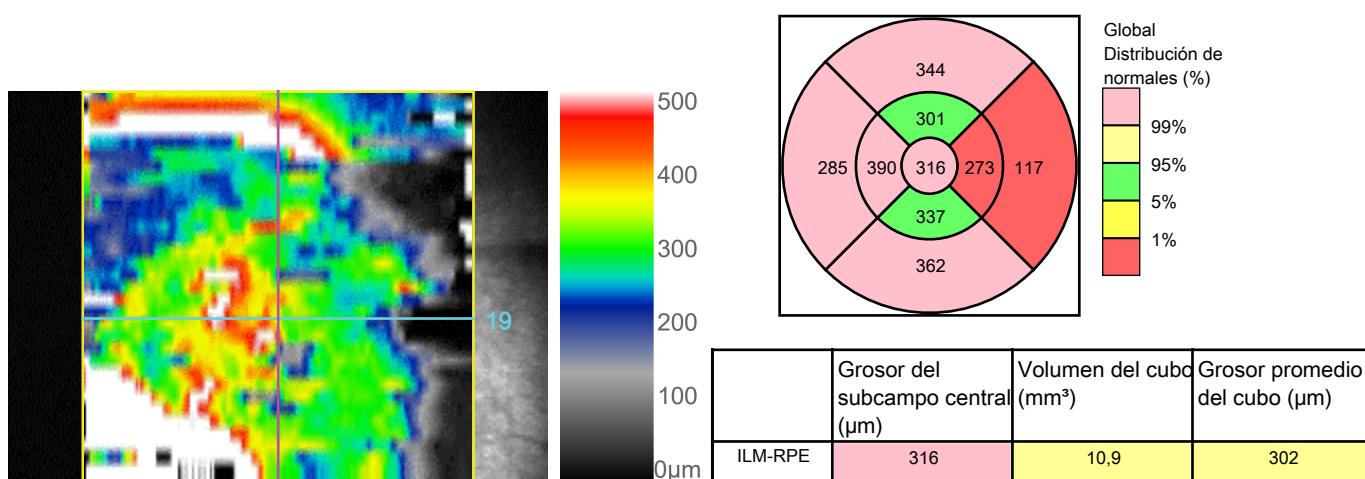 500
400
300
200
100
0µm
19
344
301
285
390
316
273
117
337
362
Global
Distribución de
normales (%)
99%
95%
5%
1%
Grosor del
subcampo central
(µm)
Volumen del cubo
(mm³)
Grosor promedio
del cubo (µm)
ILM-RPE
316
10,9
302